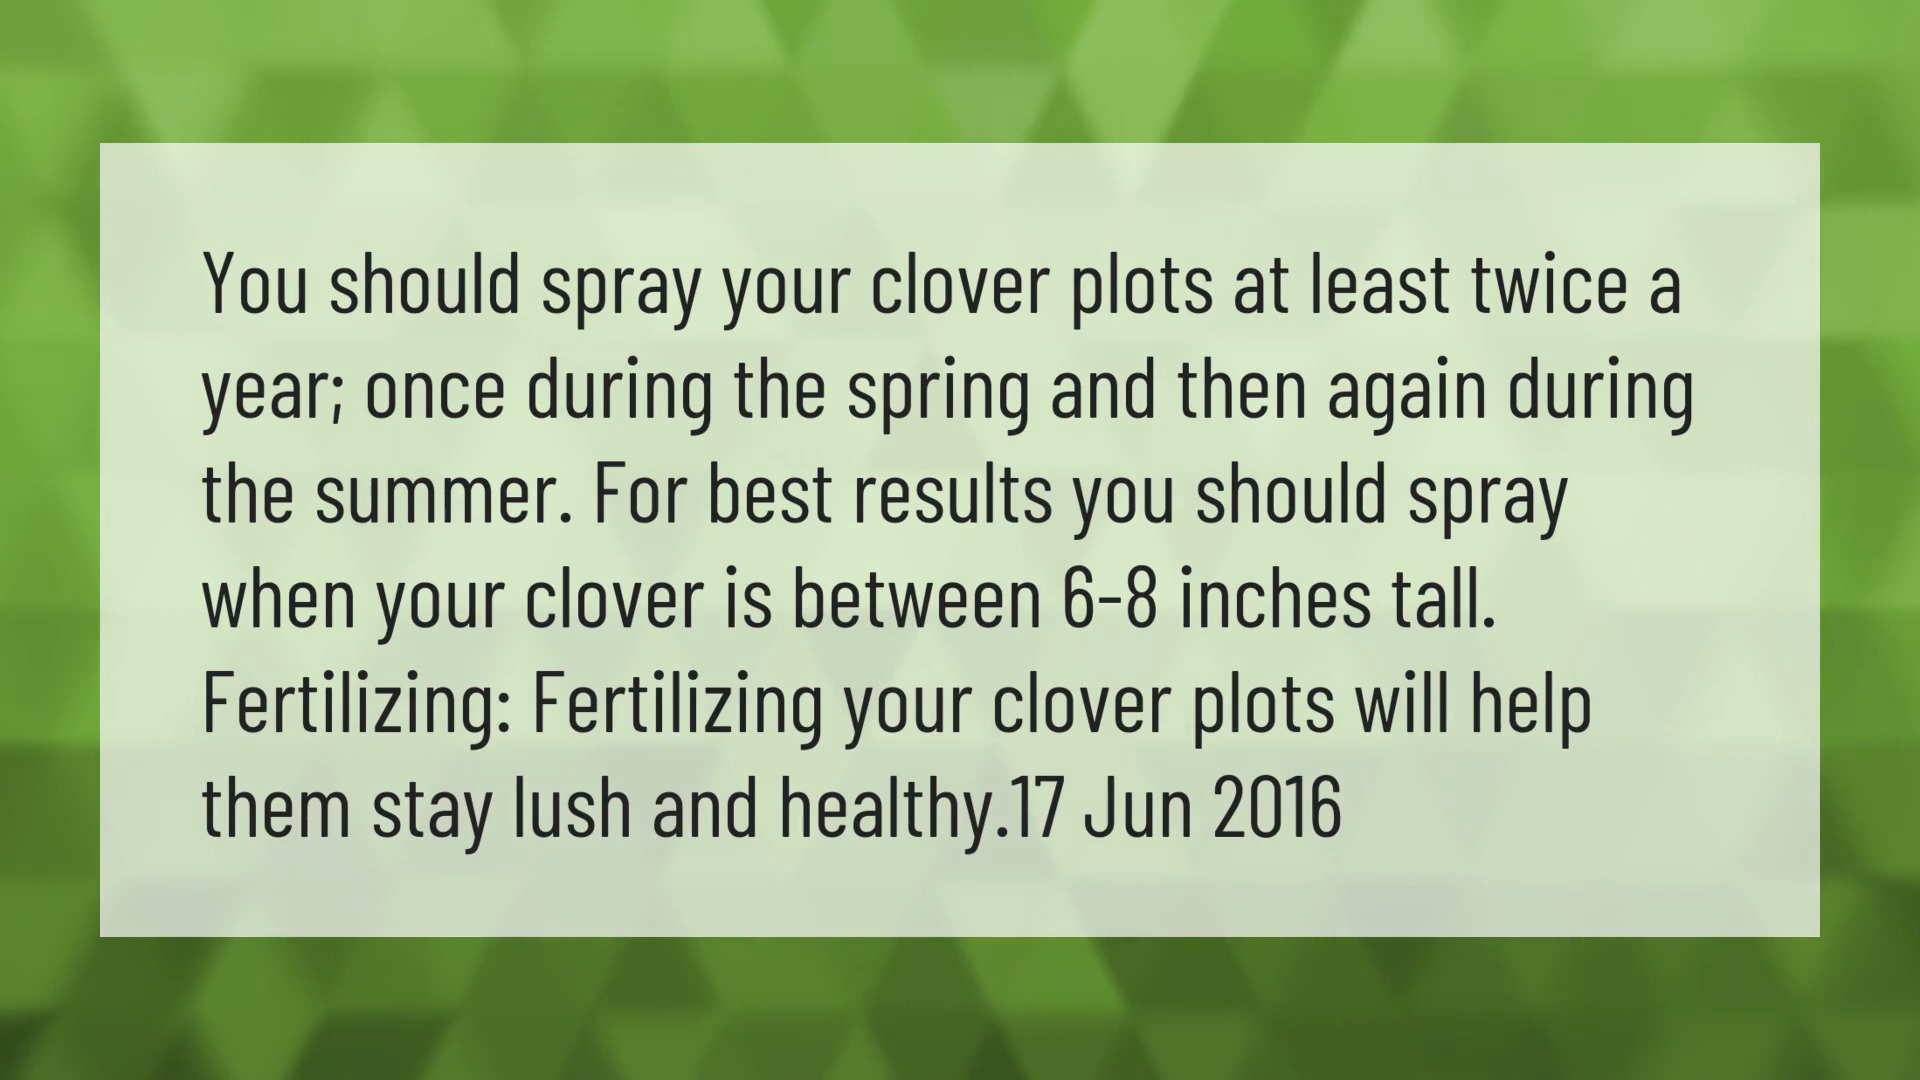 You should spray your clover plots at least twice a
year; once during the spring and then again during
the summer. For best results you should spray
when your clover is between 6-8 inches tall.
Fertilizing: Fertilizing your clover plots will help
them stay lush and healthy.17 Jun 2016